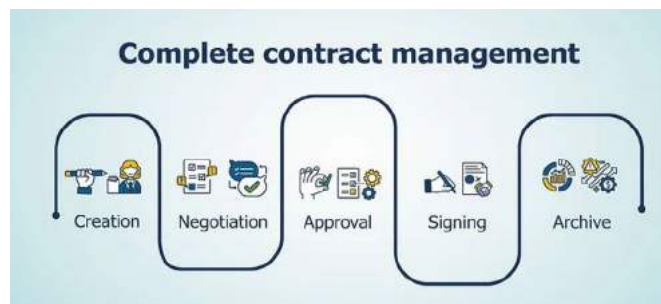 Complete contract management
Creation
Negotiation
Approval
Signing
Archive